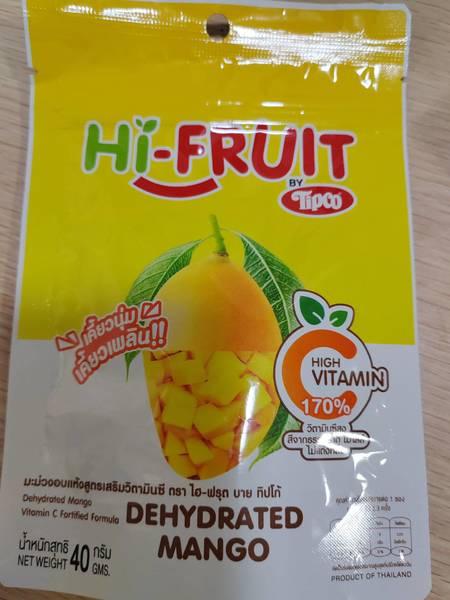 Hi-FRUIT
BY Tipco
เคี้ยวนุ่ม
เคี้ยวเพลิน!!
HIGH
VITAMIN
C
170%
วิตามินซีสูง
มะม่วงอบแห้งสูตรเสริมวิตามินซี ตรา ไฮ-ฟรุต บาย ทิปโก้
Dehydrated Mango
Vitamin C Fortified Formula
DEHYDRATED
MANGO
น้ำหนักสุทธิ 40 กรัม
NET WEIGHT GMS.
PRODUCT OF THAILAND